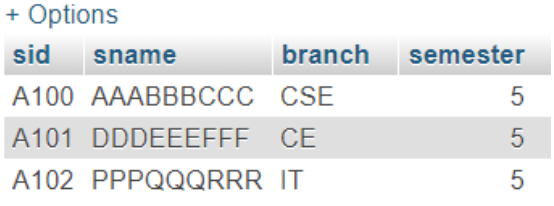 + Options
sid sname branch semester
A100 AAABBBCCC CSE 5
A101 DDDEEEFFF CE 5
A102 PPPQQQRRR IT 5